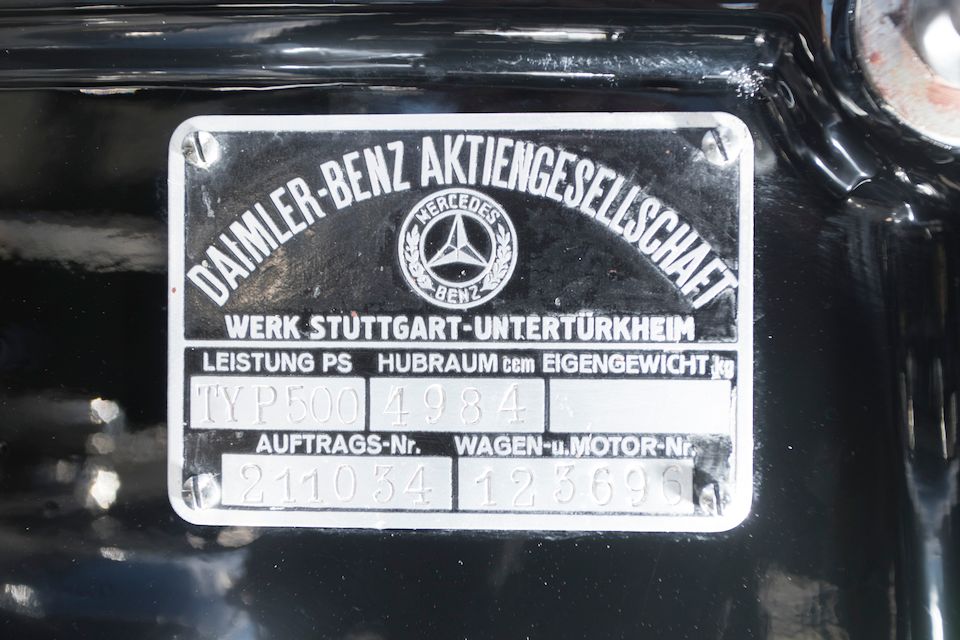 DAIMLER-BENZ AKTIENGESELLSCHAFT
MERCEDES
BENZ
WERK STUTTGART-UNTERTÜRKHEIM
LEISTUNG PS HUBRAUM ccm EIGENGEWICHT kg
TYP500 4984
AUFTRAGS-Nr. WAGEN-u.MOTOR-Nr.
211034 123696